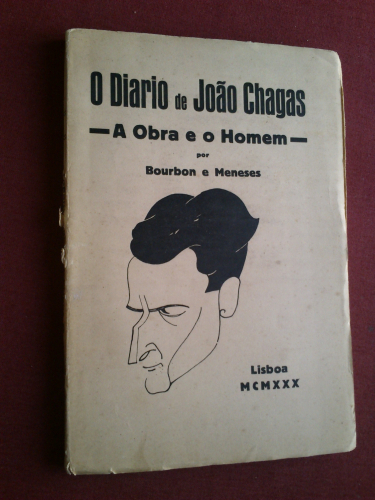 O Diario de João Chagas
— A Obra e o Homem —
por
Bourbon e Meneses
Lisboa
MCMXXX